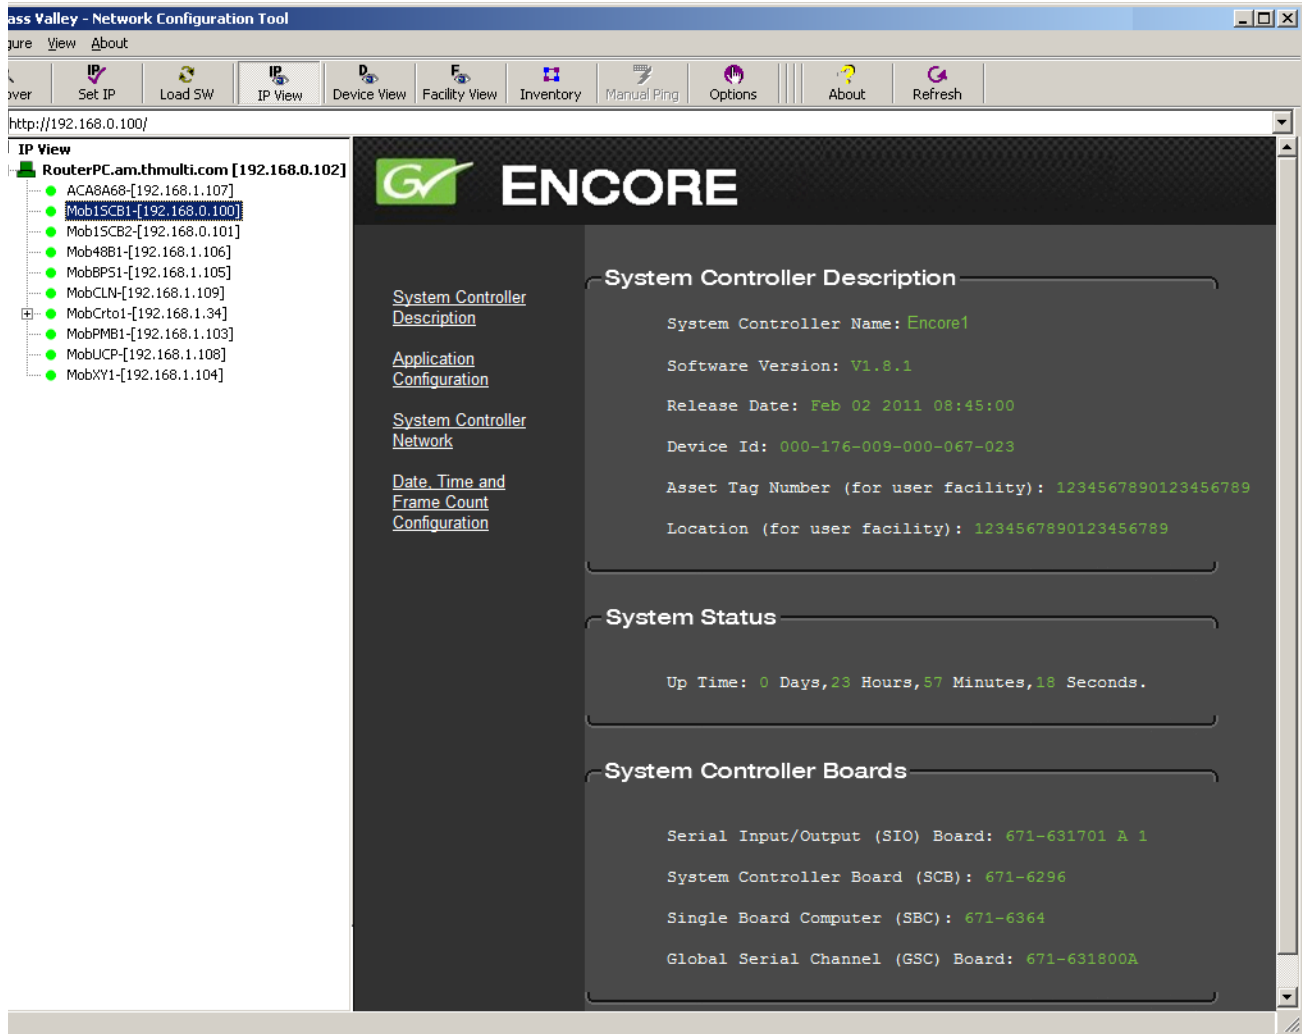 ass Valley - Network Configuration Tool
gure View About
over Set IP Load SW IP View Device View Facility View Inventory Manual Ping Options About Refresh
http://192.168.0.100/
IP View
RouterPC.am.thmulti.com [192.168.0.102]
ACA8A68-[192.168.1.107]
Mob1SCB1-[192.168.0.100]
Mob1SCB2-[192.168.0.101]
Mob48B1-[192.168.1.106]
MobBPS1-[192.168.1.105]
MobCLN-[192.168.1.109]
MobCrto1-[192.168.1.34]
MobPMB1-[192.168.1.103]
MobUCP-[192.168.1.108]
MobXY1-[192.168.1.104]
GV ENCORE
System Controller
Description
Application
Configuration
System Controller
Network
Date, Time and
Frame Count
Configuration
System Controller Description
System Controller Name: Encore1
Software Version: V1.8.1
Release Date: Feb 02 2011 08:45:00
Device Id: 000-176-009-000-067-023
Asset Tag Number (for user facility): 1234567890123456789
Location (for user facility): 1234567890123456789
System Status
Up Time: 0 Days,23 Hours,57 Minutes,18 Seconds.
System Controller Boards
Serial Input/Output (SIO) Board: 671-631701 A 1
System Controller Board (SCB): 671-6296
Single Board Computer (SBC): 671-6364
Global Serial Channel (GSC) Board: 671-631800A